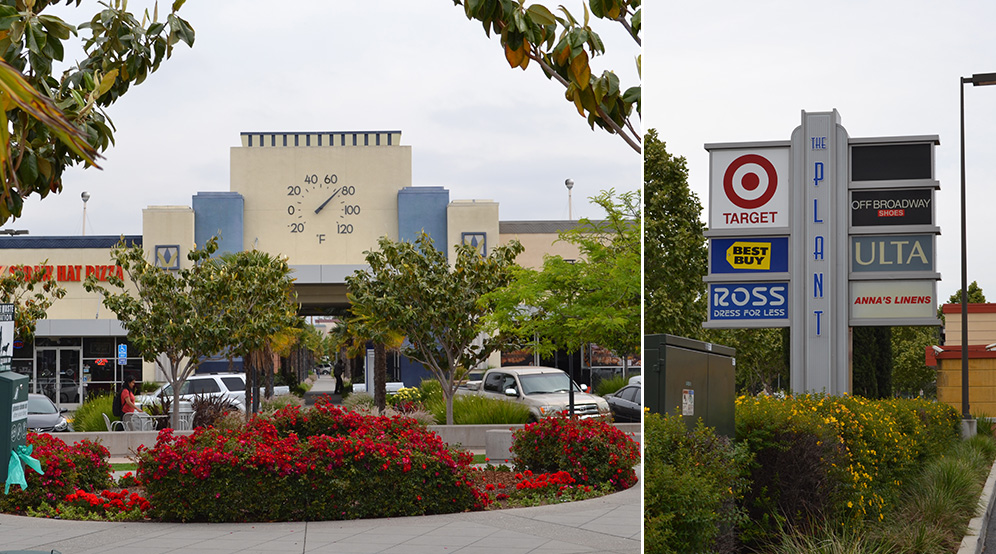 40 60
20 80
0 100
-20 120
°F
STRAW HAT PIZZA
THE PLANT
TARGET
BEST BUY
ROSS
DRESS FOR LESS
OFF BROADWAY
SHOES
ULTA
ANNA'S LINENS